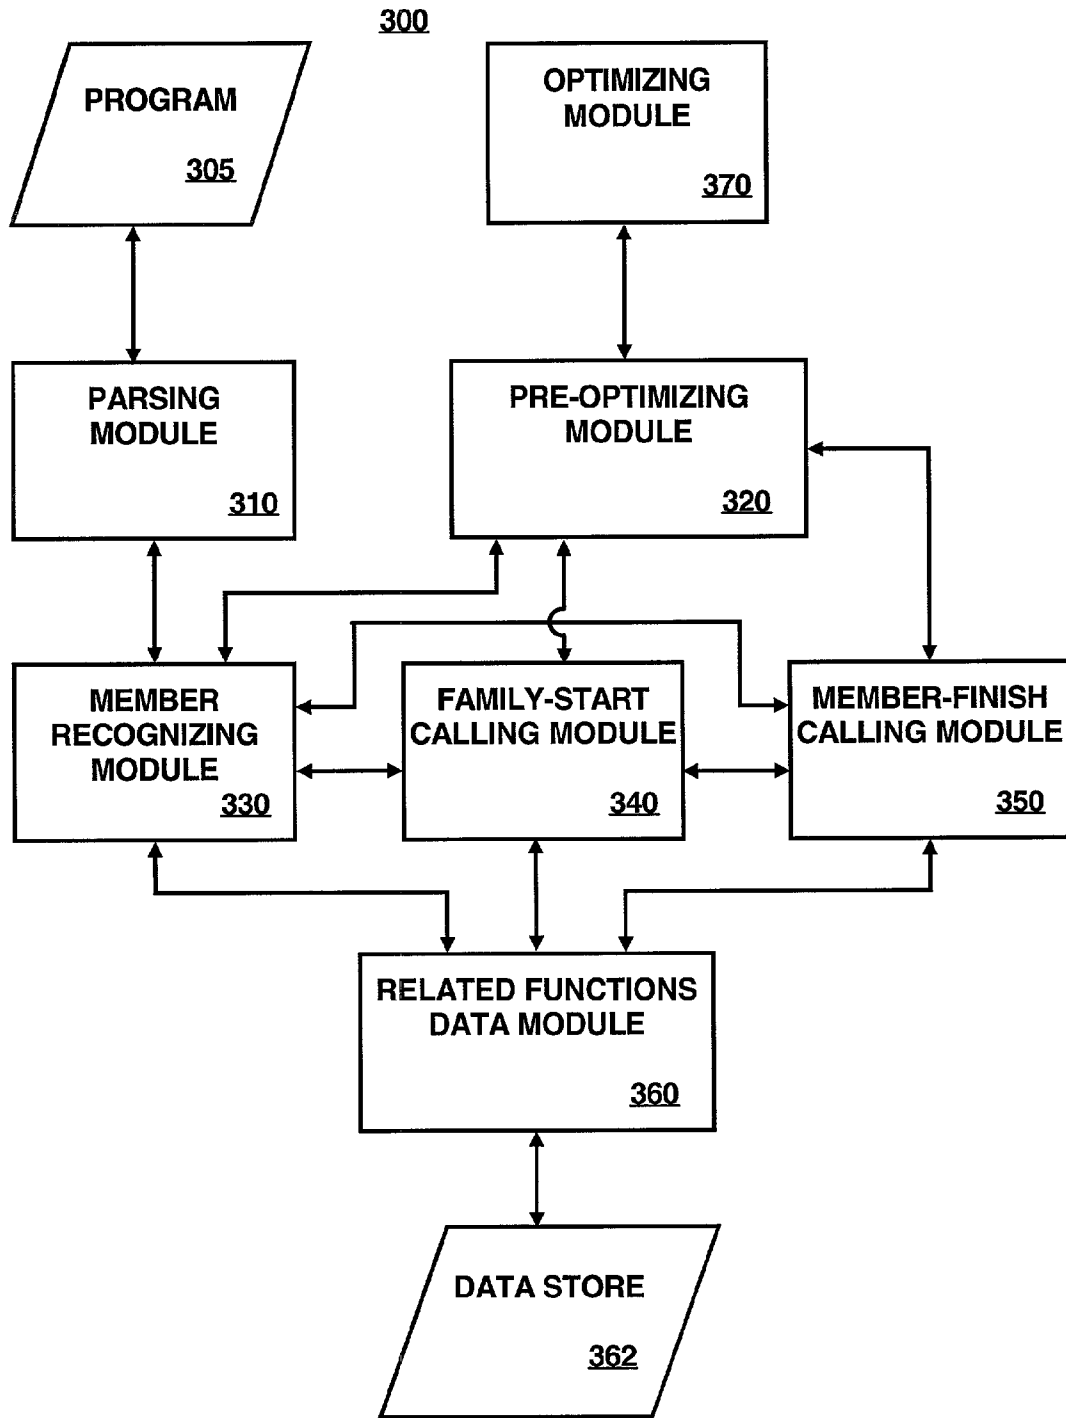 300
PROGRAM
305
OPTIMIZING
MODULE
370
PARSING
MODULE
310
PRE-OPTIMIZING
MODULE
320
MEMBER
RECOGNIZING
MODULE
330
FAMILY-START
CALLING MODULE
340
MEMBER-FINISH
CALLING MODULE
350
RELATED FUNCTIONS
DATA MODULE
360
DATA STORE
362